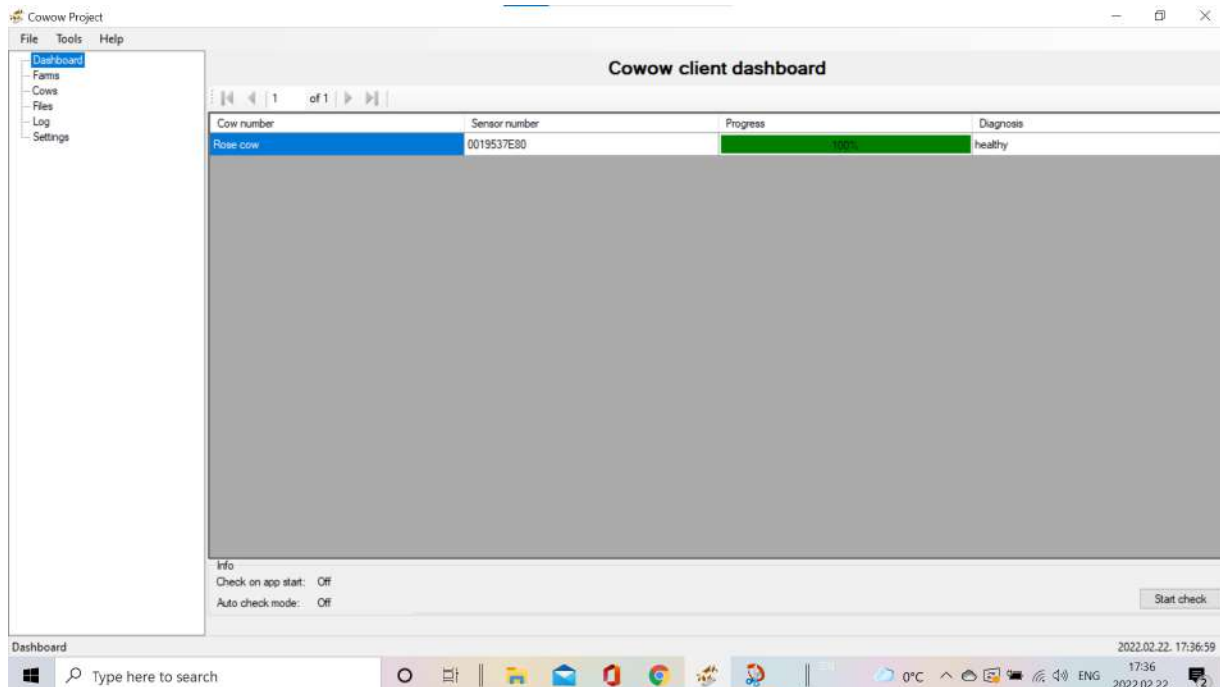 Cowow Project
File Tools Help
Dashboard
Farms
Cows
Files
Log
Settings
Cowow client dashboard
1 of 1
Cow number Sensor number Progress Diagnosis
Rose cow 0019537E80 100% healthy
Info
Check on app start: Off
Auto check mode: Off
Start check
Dashboard 2022.02.22. 17:36:59
Type here to search 0°C ENG 17:36
2022.02.22 2